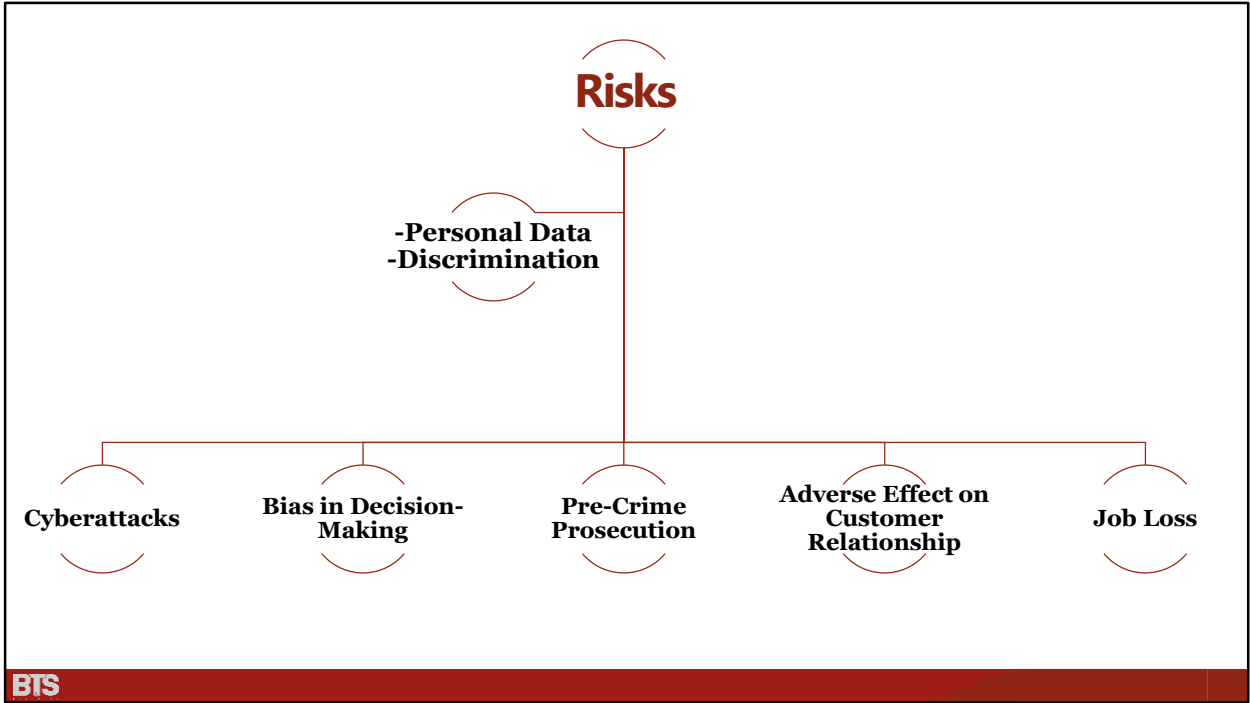 Risks
-Personal Data
-Discrimination
Cyberattacks
Bias in Decision-
Making
Pre-Crime
Prosecution
Adverse Effect on
Customer
Relationship
Job Loss
BTS